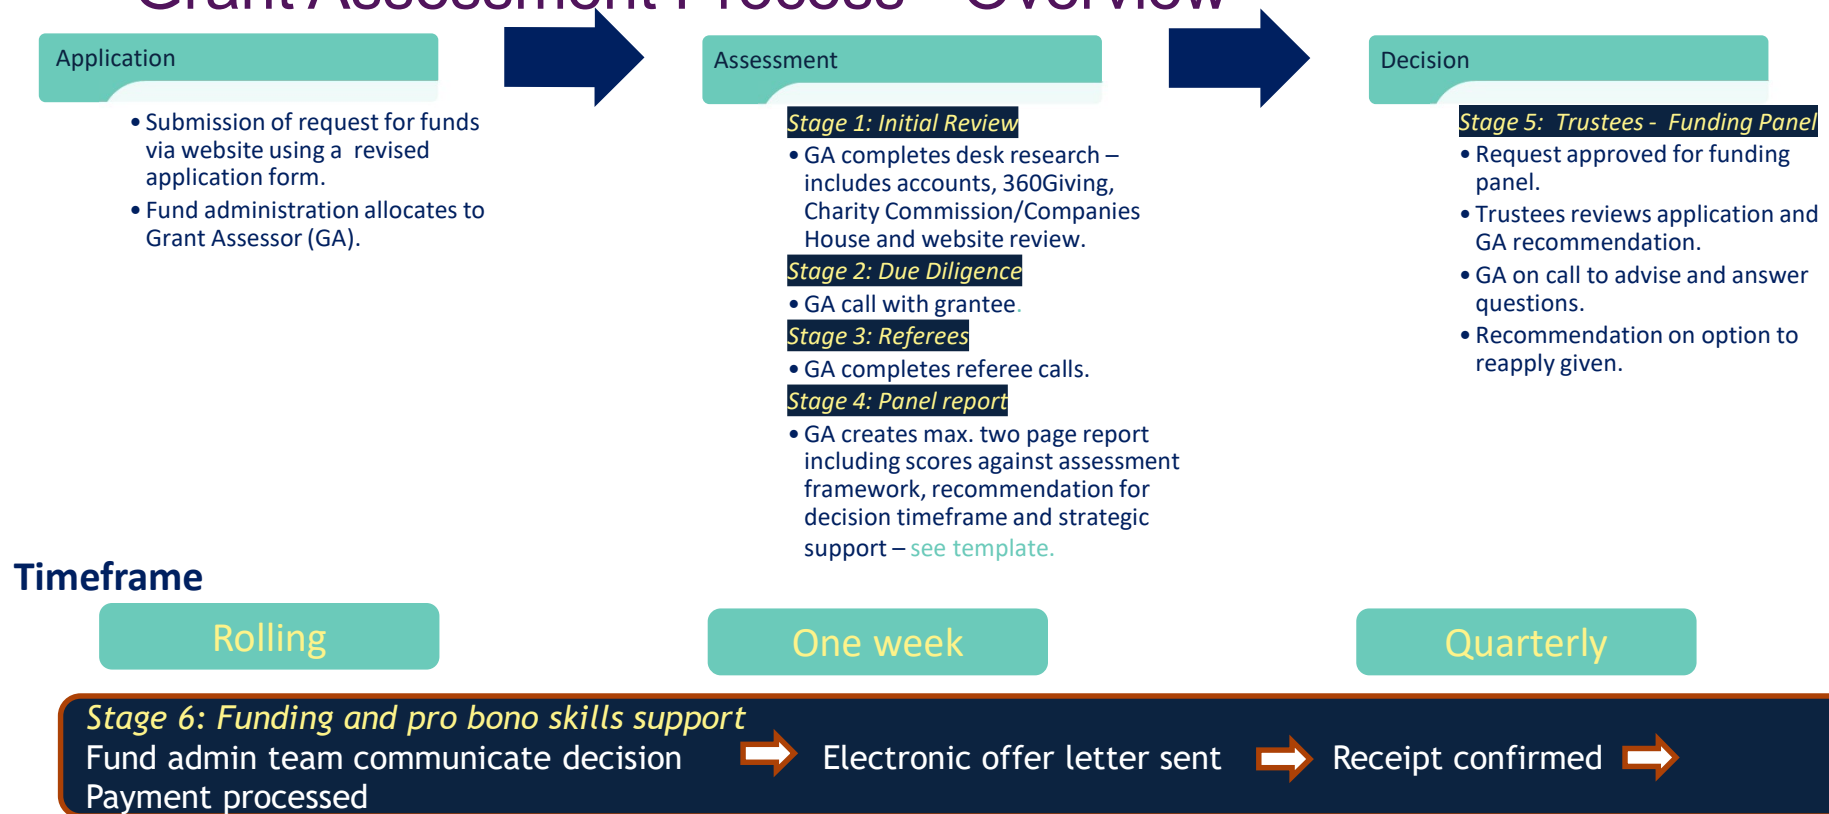 Grant Assessment Process - Overview
Application
• Submission of request for funds
via website using a revised
application form.
• Fund administration allocates to
Grant Assessor (GA).
Assessment
Stage 1: Initial Review
• GA completes desk research –
includes accounts, 360Giving,
Charity Commission/Companies
House and website review.
Stage 2: Due Diligence
• GA call with grantee.
Stage 3: Referees
• GA completes referee calls.
Stage 4: Panel report
• GA creates max. two page report
including scores against assessment
framework, recommendation for
decision timeframe and strategic
support – see template.
Decision
Stage 5: Trustees - Funding Panel
• Request approved for funding
panel.
• Trustees reviews application and
GA recommendation.
• GA on call to advise and answer
questions.
• Recommendation on option to
reapply given.
Timeframe
Rolling
One week
Quarterly
Stage 6: Funding and pro bono skills support
Fund admin team communicate decision
Electronic offer letter sent
Receipt confirmed
Payment processed